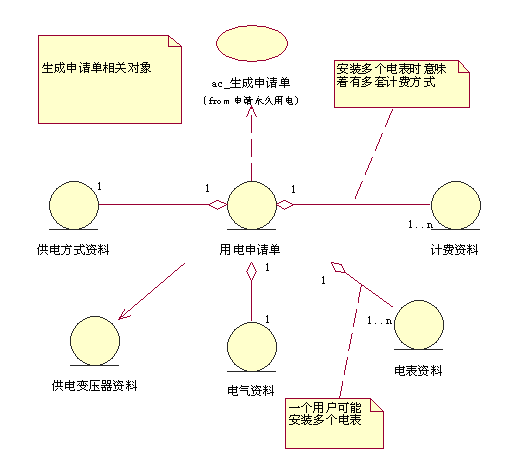 生成申请单相关对象
ac_生成申请单
(from 申请永久用电)
安装多个电表时意味
着有多套计费方式
1
1
1
1..n
供电方式资料
用电申请单
计费资料
1
1
1
1..n
供电变压器资料
电气资料
电表资料
一个用户可能
安装多个电表